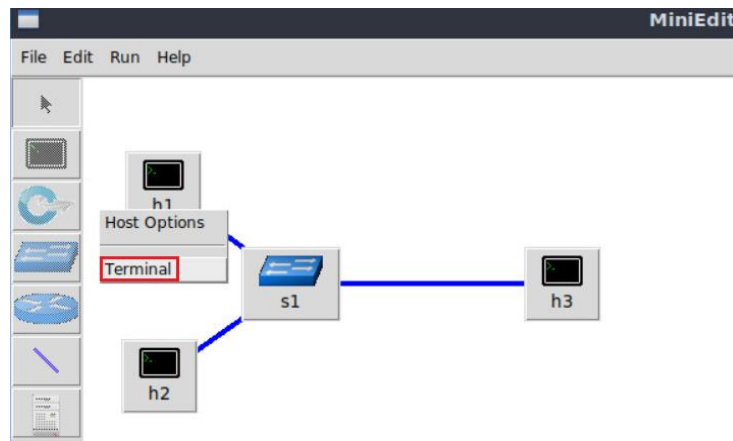 MiniEdit
File Edit Run Help
h1
Host Options
Terminal
s1
h3
h2